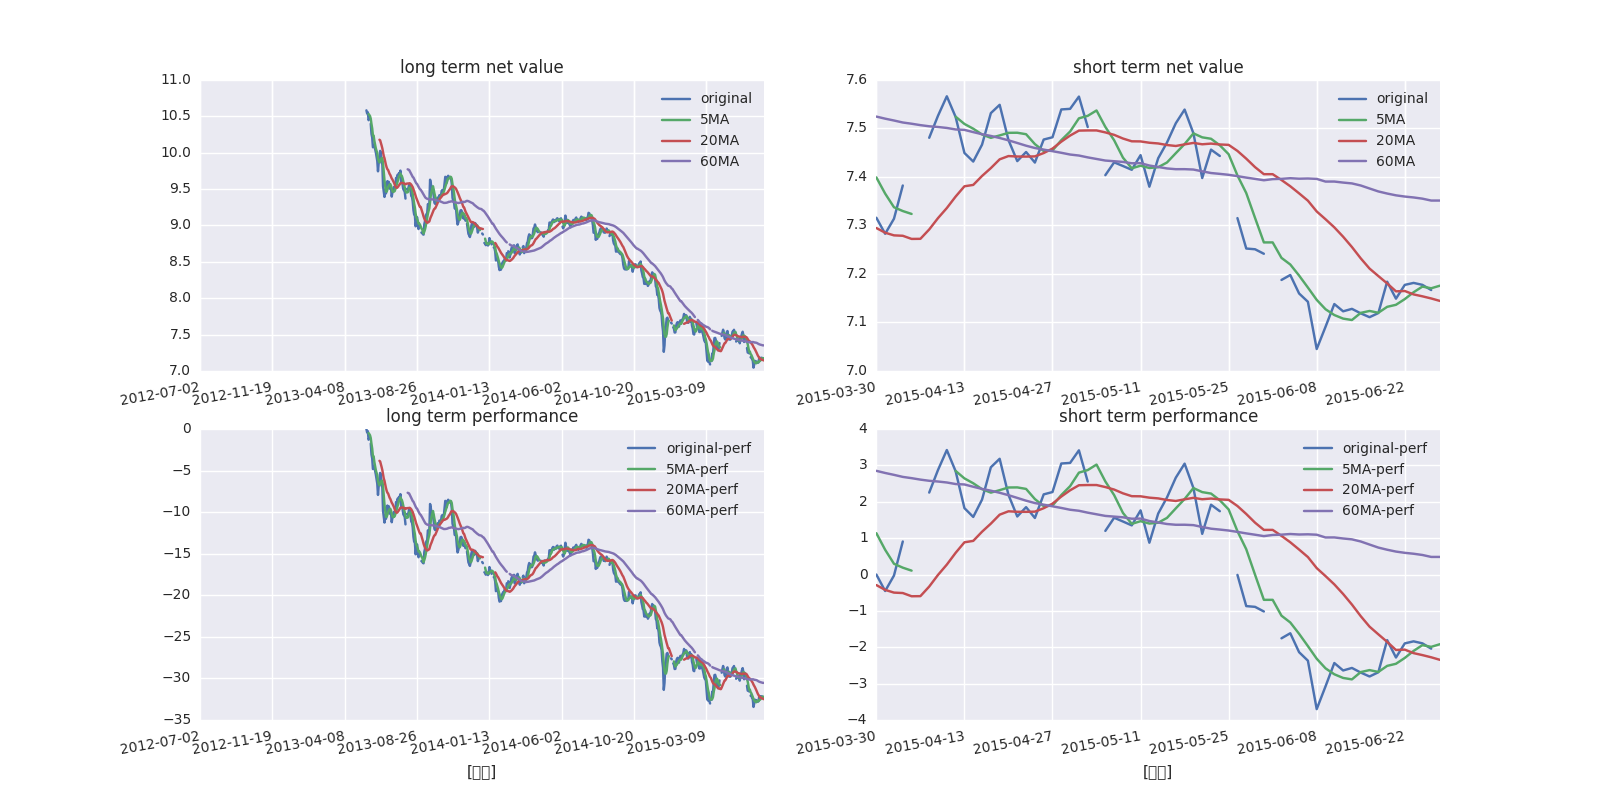 long term net value
11.0
10.5
10.0
9.5
9.0
8.5
8.0
7.5
7.0
original
5MA
20MA
60MA
2012-07-02 2012-11-19 2013-04-08 2013-08-26 2014-01-13 2014-06-02 2014-10-20 2015-03-09
short term net value
7.6
7.5
7.4
7.3
7.2
7.1
7.0
original
5MA
20MA
60MA
2015-03-30 2015-04-13 2015-04-27 2015-05-11 2015-05-25 2015-06-08 2015-06-22
long term performance
0
−5
−10
−15
−20
−25
−30
−35
original-perf
5MA-perf
20MA-perf
60MA-perf
2012-07-02 2012-11-19 2013-04-08 2013-08-26 2014-01-13 2014-06-02 2014-10-20 2015-03-09
short term performance
4
3
2
1
0
−1
−2
−3
−4
original-perf
5MA-perf
20MA-perf
60MA-perf
2015-03-30 2015-04-13 2015-04-27 2015-05-11 2015-05-25 2015-06-08 2015-06-22